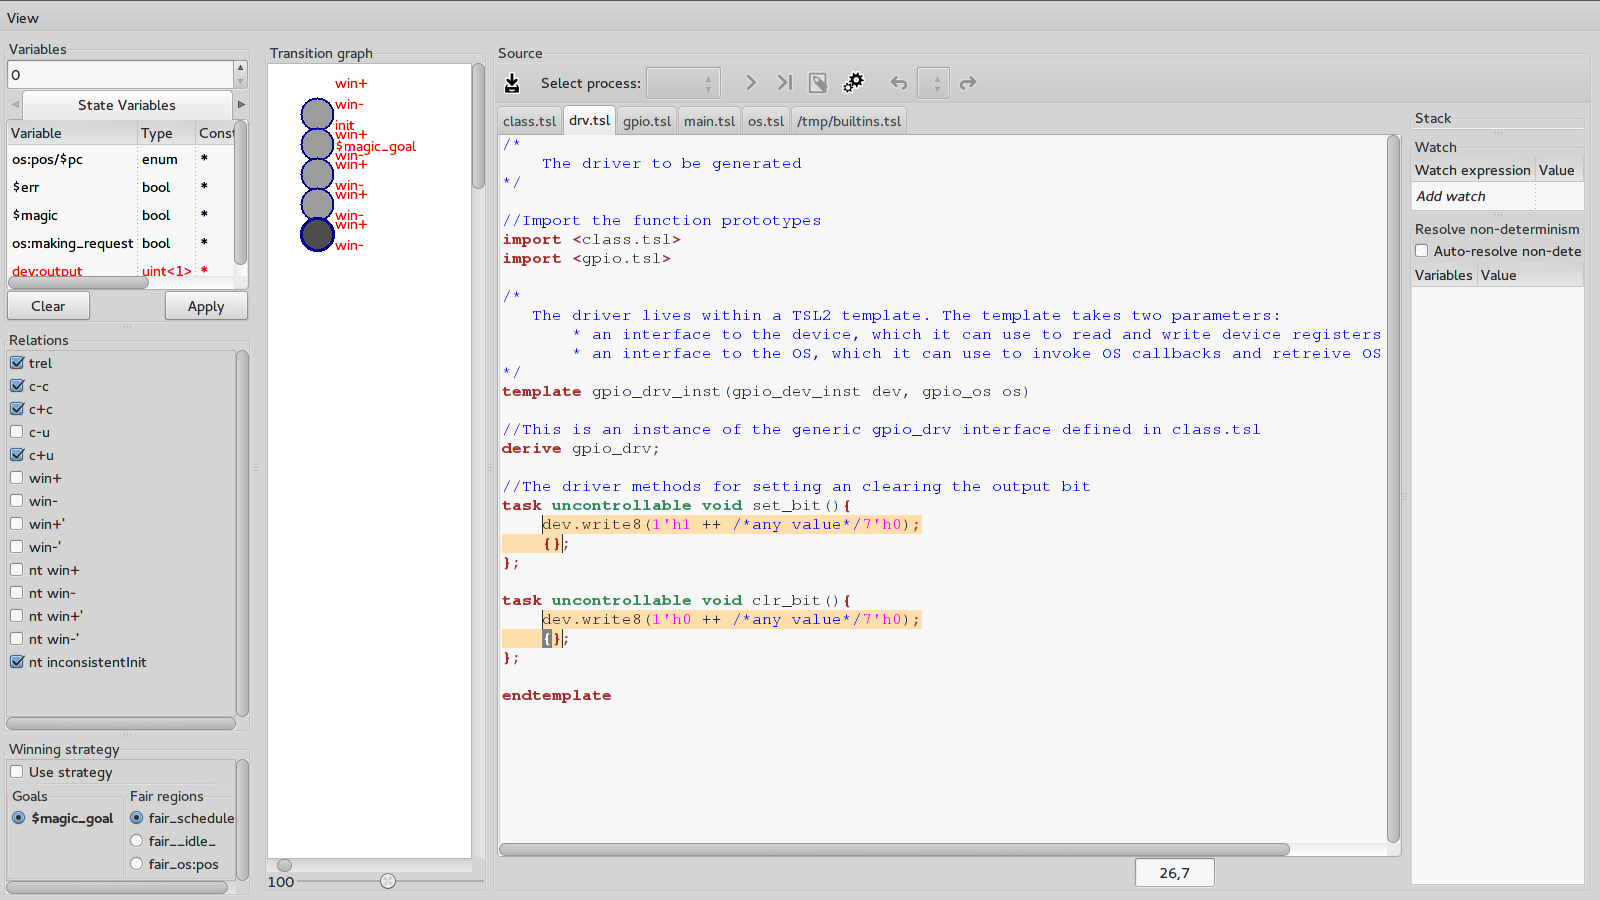 View
Variables
0
State Variables
Variable Type Const
os:pos/$pc enum *
$err bool *
$magic bool *
os:making_request bool *
dev:output uint<1> *
Clear Apply
Relations
trel
c-c
c+c
c-u
c+u
win+
win-
win+'
win-'
nt win+
nt win-
nt win+'
nt win-'
nt inconsistentInit
Winning strategy
Use strategy
Goals
$magic_goal
Fair regions
fair_schedule
fair__idle_
fair_os:pos
Transition graph
win+
win-
init
win+
$magic_goal
win-
win+
win-
win+
win-
win+
win-
100
Source
Select process:
class.tsl drv.tsl gpio.tsl main.tsl os.tsl /tmp/builtins.tsl
/*
The driver to be generated
*/
//Import the function prototypes
import <class.tsl>
import <gpio.tsl>
/*
The driver lives within a TSL2 template. The template takes two parameters:
* an interface to the device, which it can use to read and write device registers
* an interface to the OS, which it can use to invoke OS callbacks and retreive OS
*/
template gpio_drv_inst(gpio_dev_inst dev, gpio_os os)
//This is an instance of the generic gpio_drv interface defined in class.tsl
derive gpio_drv;
//The driver methods for setting an clearing the output bit
task uncontrollable void set_bit(){
dev.write8(1'h1 ++ /*any value*/7'h0);
{};
};
task uncontrollable void clr_bit(){
dev.write8(1'h0 ++ /*any value*/7'h0);
{};
};
endtemplate
26,7
Stack
Watch
Watch expression Value
Add watch
Resolve non-determinism
Auto-resolve non-dete
Variables Value